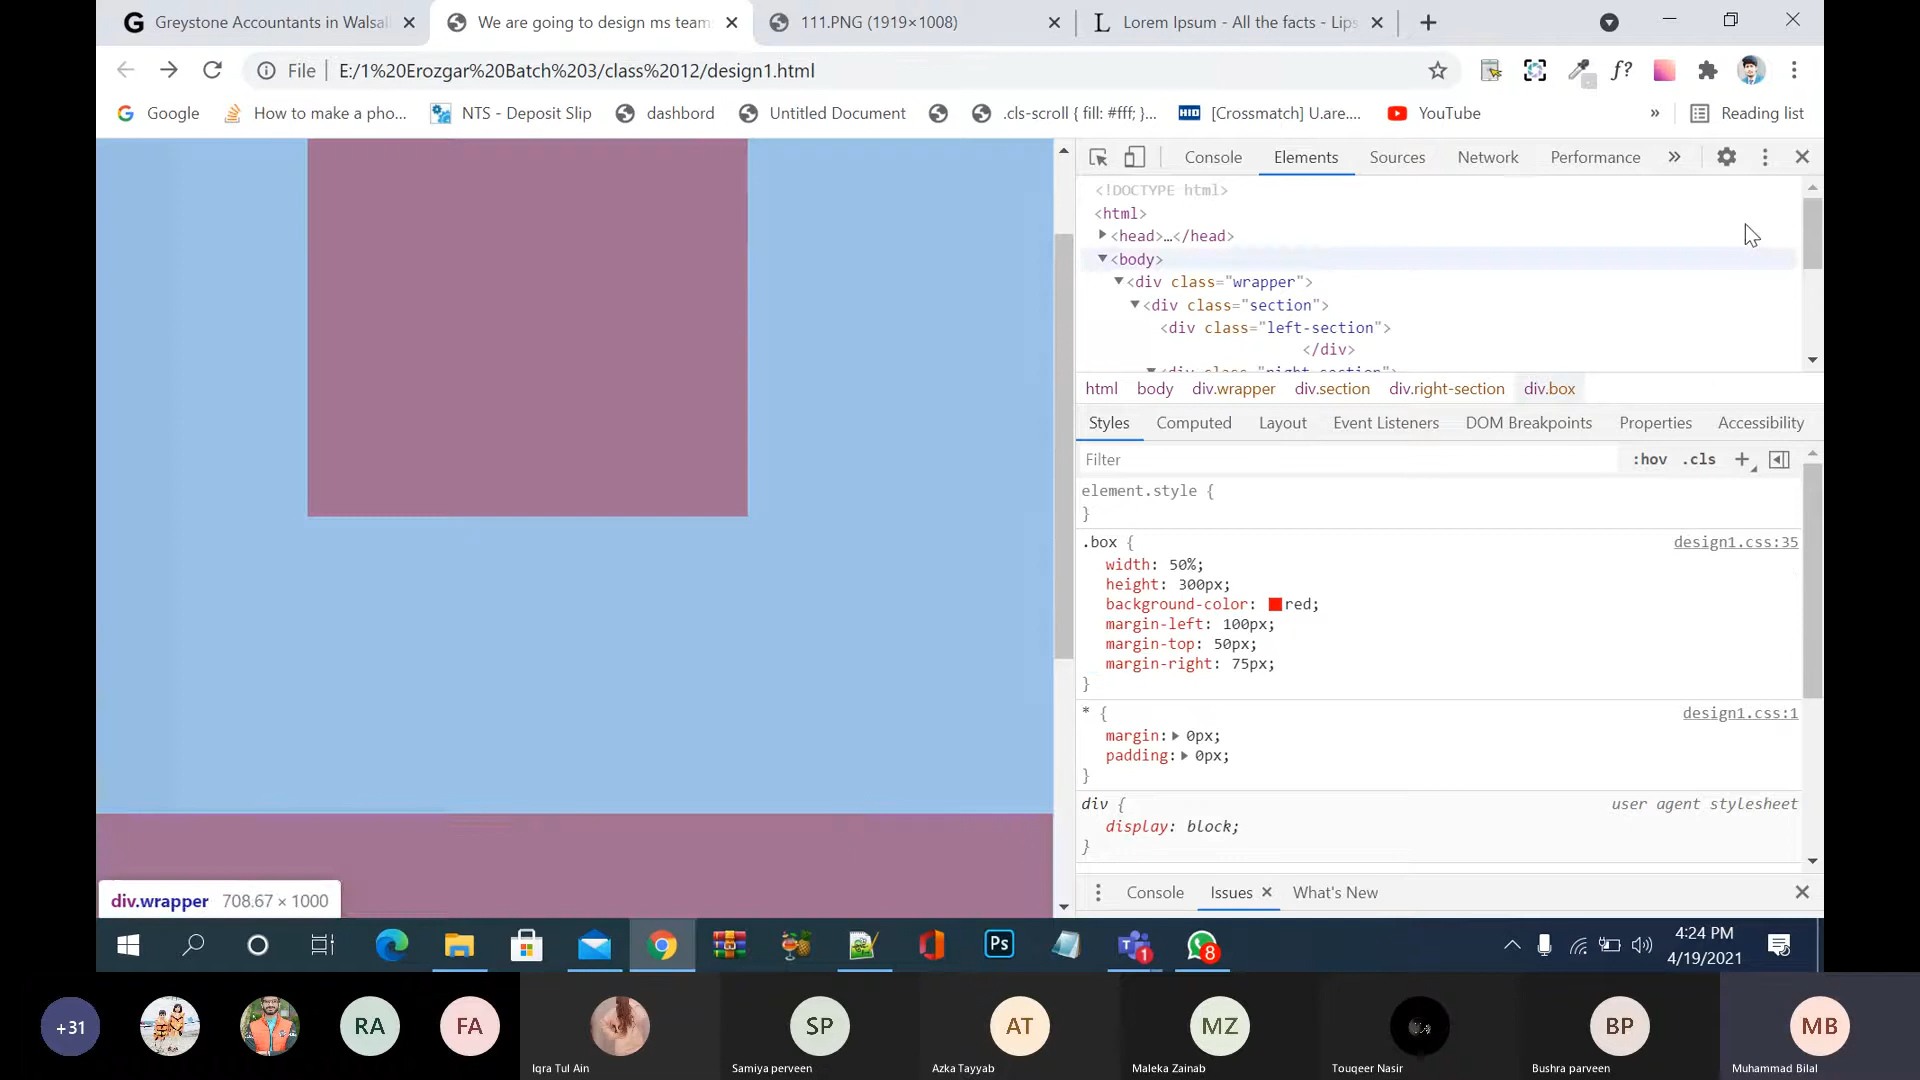 Greystone Accountants in Walsal
We are going to design ms team
111.PNG (1919×1008)
Lorem Ipsum - All the facts - Lips
File
E:/1%20Erozgar%20Batch%203/class%2012/design1.html
f?
Google
How to make a pho...
NTS - Deposit Slip
dashbord
Untitled Document
.cls-scroll { fill: #fff; }...
HID
[Crossmatch] U.are....
YouTube
»
Reading list
Console
Elements
Sources
Network
Performance
»
<!DOCTYPE html>
<html>
<head>…</head>
<body>
<div class="wrapper">
<div class="section">
<div class="left-section">
</div>
<div class="right-section">
html body div.wrapper div.section div.right-section div.box
Styles Computed Layout Event Listeners DOM Breakpoints Properties Accessibility
Filter
:hov .cls +
element.style {
}
.box {
design1.css:35
width: 50%;
height: 300px;
background-color: red;
margin-left: 100px;
margin-top: 50px;
margin-right: 75px;
}
* {
design1.css:1
margin: 0px;
padding: 0px;
}
div {
user agent stylesheet
display: block;
}
div.wrapper 708.67 × 1000
Console Issues What's New
Ps
1
8
4:24 PM
4/19/2021
+31
RA
FA
SP
AT
MZ
BP
MB
Iqra Tul Ain
Samiya perveen
Azka Tayyab
Maleka Zainab
Touqeer Nasir
Bushra parveen
Muhammad Bilal